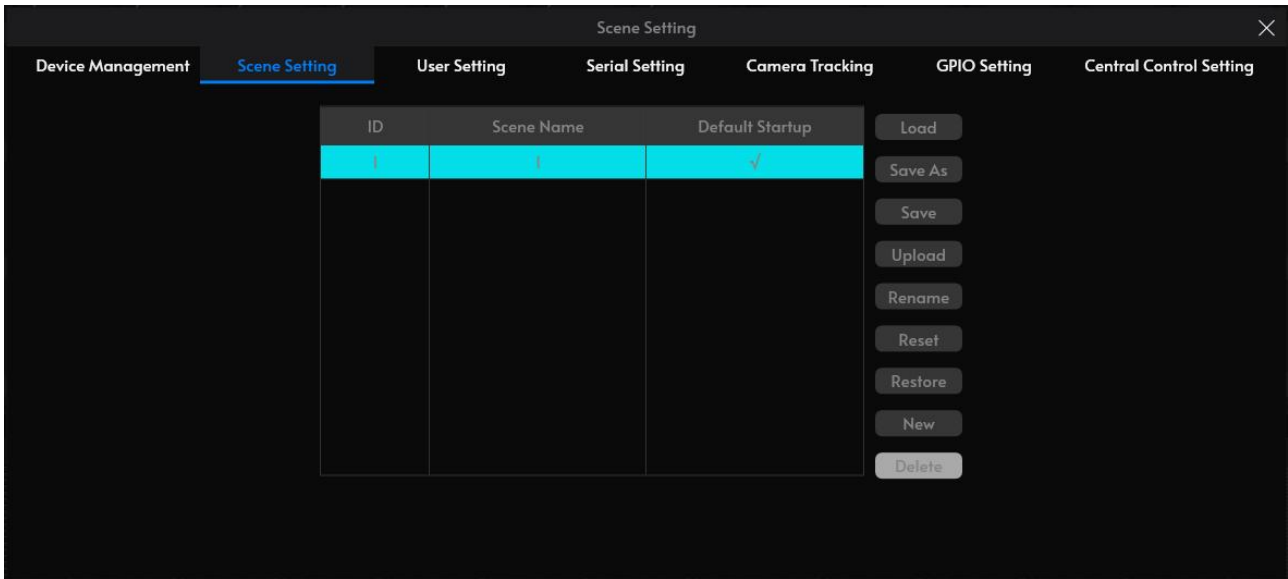 Scene Setting
Device Management Scene Setting User Setting Serial Setting Camera Tracking GPIO Setting Central Control Setting
ID Scene Name Default Startup Load
1 1 √
Save As
Save
Upload
Rename
Reset
Restore
New
Delete